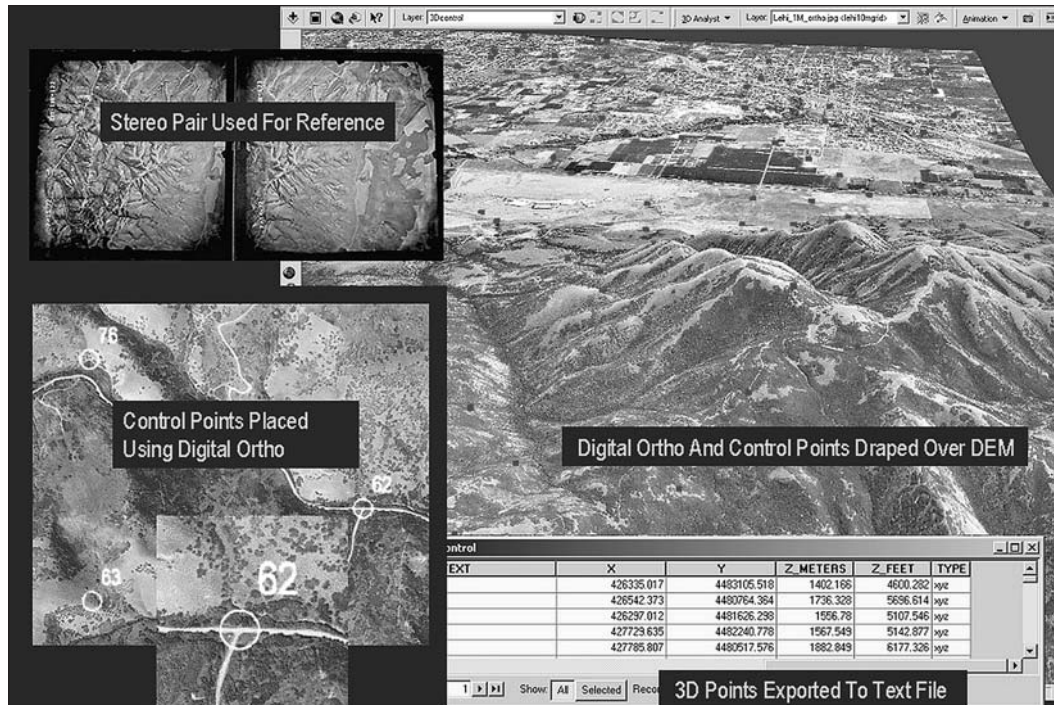 Layer: 3Dcontrol
3D Analyst
Layer: Lehi_1M_ortho.jpg <lehi10mgrid>
Animation
Stereo Pair Used For Reference
76
Control Points Placed
Using Digital Ortho
62
63
62
Digital Ortho And Control Points Draped Over DEM
ontrol
EXT X Y Z_METERS Z_FEET TYPE
426335.017 4483105.518 1402.166 4600.282 xyz
426542.373 4480764.364 1736.328 5696.614 xyz
426297.012 4481626.298 1556.78 5107.546 xyz
427729.635 4482240.778 1567.549 5142.877 xyz
427785.807 4480517.576 1882.849 6177.326 xyz
1 Show: All Selected Reco
3D Points Exported To Text File